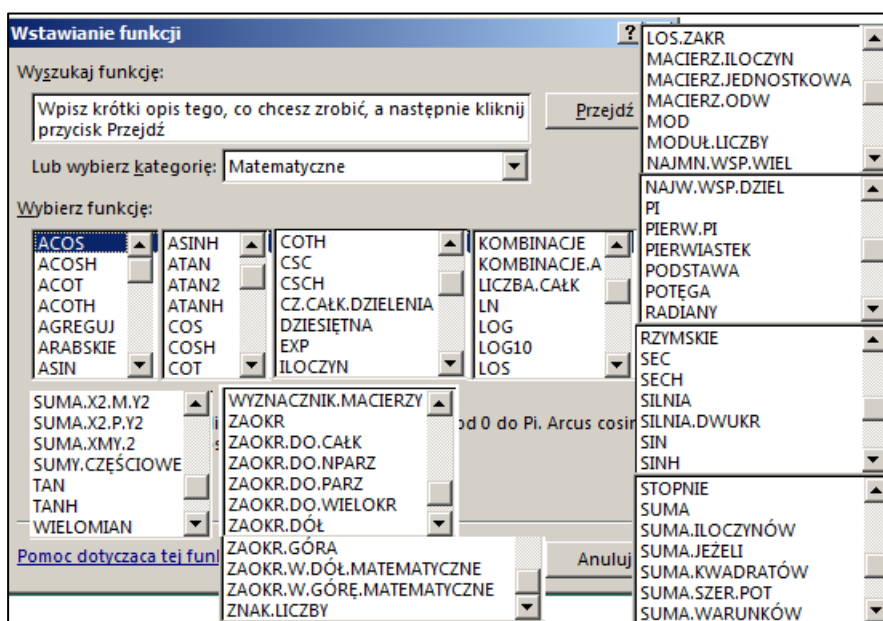 Wstawianie funkcji
?
Wyszukaj funkcję:
Wpisz krótki opis tego, co chcesz zrobić, a następnie kliknij
przycisk Przejdź
Przejdź
Lub wybierz kategorię: Matematyczne
Wybierz funkcję:
ACOS
ACOSH
ACOT
ACOTH
AGREGUJ
ARABSKIE
ASIN
ASINH
ATAN
ATAN2
ATANH
COS
COSH
COT
COTH
CSC
CSCH
CZ.CAŁK.DZIELENIA
DZIESIĘTNA
EXP
ILOCZYN
KOMBINACJE
KOMBINACJE.A
LICZBA.CAŁK
LN
LOG
LOG10
LOS
LOS.ZAKR
MACIERZ.ILOCZYN
MACIERZ.JEDNOSTKOWA
MACIERZ.ODW
MOD
MODUŁ.LICZBY
NAJMN.WSP.WIEL
NAJW.WSP.DZIEL
PI
PIERW.PI
PIERWIASTEK
PODSTAWA
POTĘGA
RADIANY
RZYMSKIE
SEC
SECH
SILNIA
SILNIA.DWUKR
SIN
SINH
STOPNIE
SUMA
SUMA.ILOCZYNÓW
SUMA.JEŻELI
SUMA.KWADRATÓW
SUMA.SZER.POT
SUMA.WARUNKÓW
SUMA.X2.M.Y2
SUMA.X2.P.Y2
SUMA.XMY.2
SUMY.CZĘŚCIOWE
TAN
TANH
WIELOMIAN
WYZNACZNIK.MACIERZY
ZAOKR
ZAOKR.DO.CAŁK
ZAOKR.DO.NPARZ
ZAOKR.DO.PARZ
ZAOKR.DO.WIELOKR
ZAOKR.DÓŁ
ZAOKR.GÓRA
ZAOKR.W.DÓŁ.MATEMATYCZNE
ZAOKR.W.GÓRĘ.MATEMATYCZNE
ZNAK.LICZBY
od 0 do Pi. Arcus cosin
Pomoc dotycząca tej funk
Anuluj